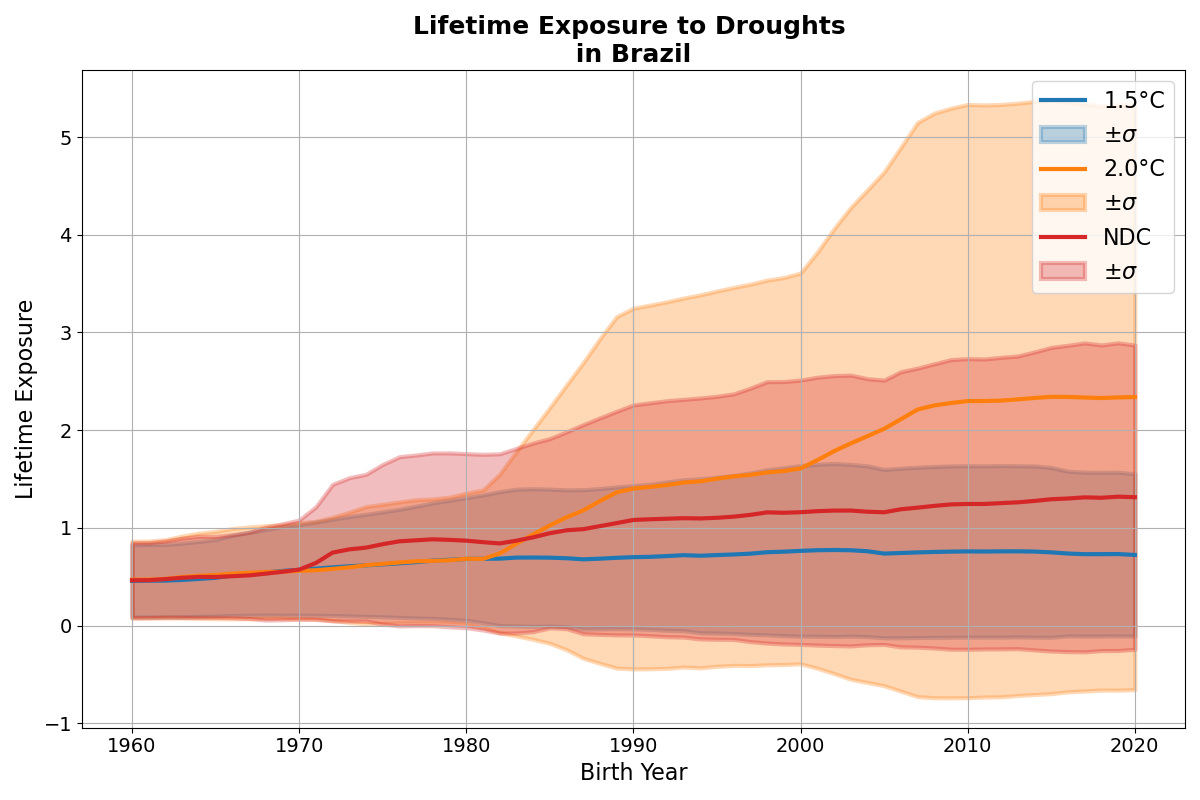 Lifetime Exposure to Droughts
in Brazil
Lifetime Exposure
5
4
3
2
1
0
−1
1960 1970 1980 1990 2000 2010 2020
Birth Year
1.5°C
±σ
2.0°C
±σ
NDC
±σ